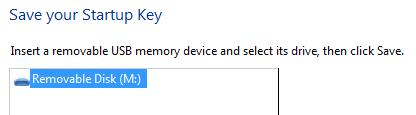 Save your Startup Key
Insert a removable USB memory device and select its drive, then click Save.
Removable Disk (M:)